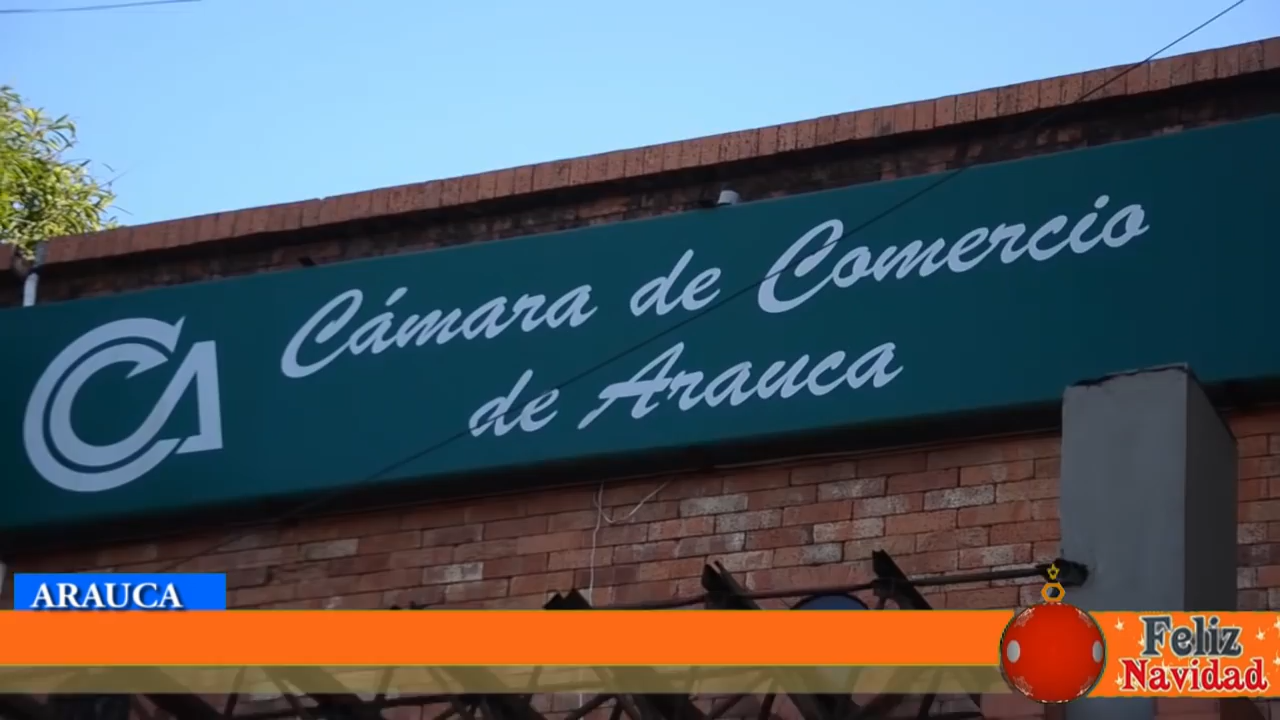 CA
Cámara de Comercio
de Arauca
ARAUCA
Feliz
Navidad